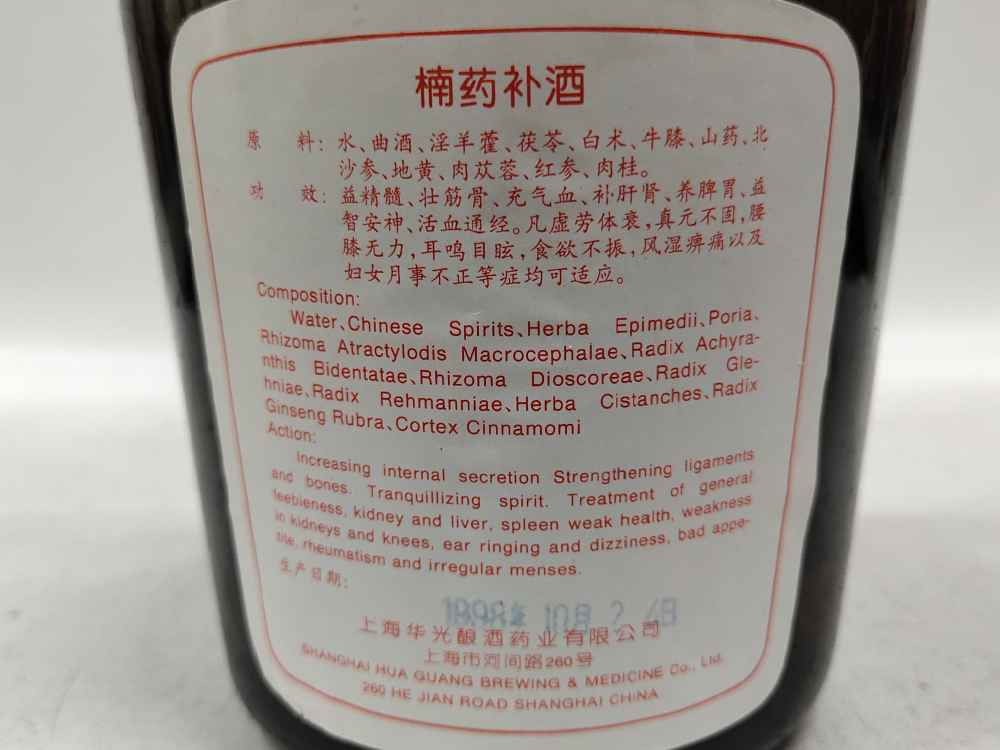 楠药补酒
原 料：水、曲酒、淫羊藿、茯苓、白术、牛膝、山药、北
沙参、地黄、肉苁蓉、红参、肉桂。
功 效：益精髓、壮筋骨、充气血、补肝肾、养脾胃、益
智安神、活血通经。凡虚劳体衰，真元不固，腰
膝无力，耳鸣目眩，食欲不振，风湿痹痛以及
妇女月事不正等症均可适应。
Composition:
Water、Chinese Spirits、Herba Epimedii、Poria、
Rhizoma Atractylodis Macrocephalae、Radix Achyra-
nthis Bidentatae、Rhizoma Dioscoreae、Radix Gle-
hniae、Radix Rehmanniae、Herba Cistanches、Radix
Ginseng Rubra、Cortex Cinnamomi
Action:
Increasing internal secretion Strengthening ligaments
and bones. Tranquillizing spirit. Treatment of general
feebleness, kidney and liver, spleen weak health, weakness
in kidneys and knees, ear ringing and dizziness, bad appe-
tite, rheumatism and irregular menses.
生产日期：
1998年 10月 2 日
上海华光酿酒药业有限公司
上海市河间路260号
SHANGHAI HUA GUANG BREWING & MEDICINE Co., Ltd.
260 HE JIAN ROAD SHANGHAI CHINA